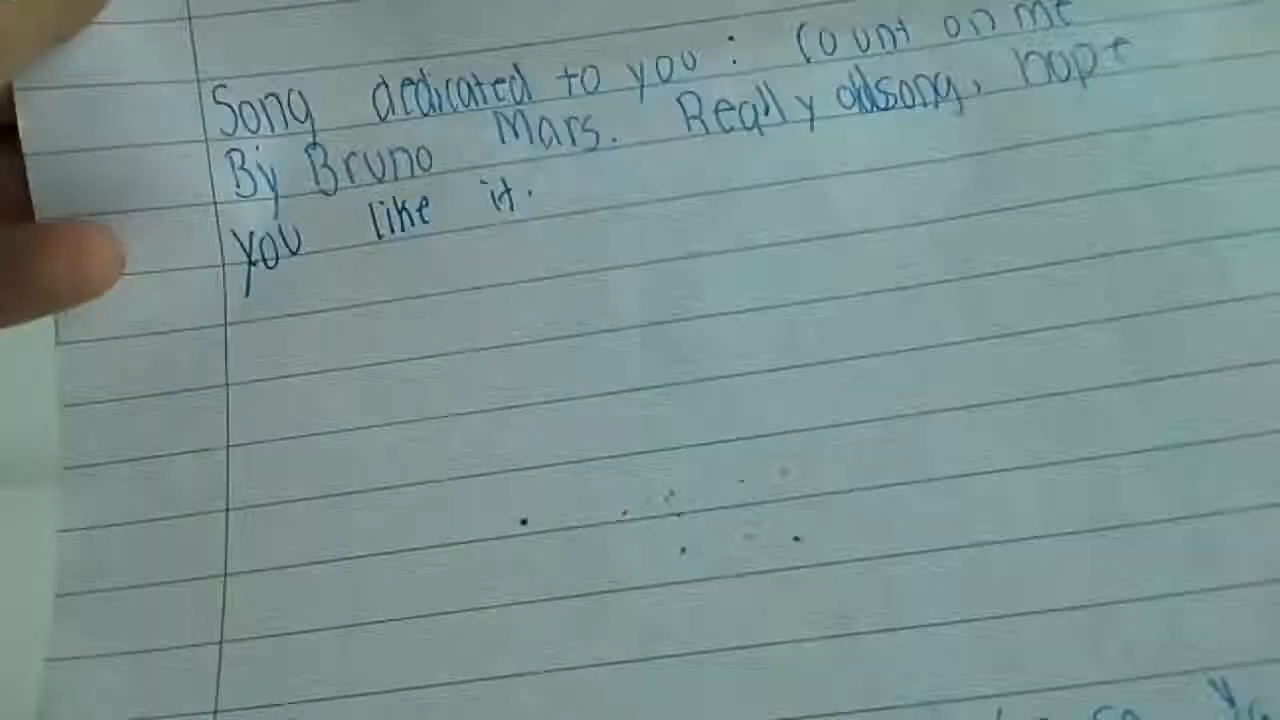 Song dedicated to you : Count on me
By Bruno Mars. Really old song, hope
you like it.